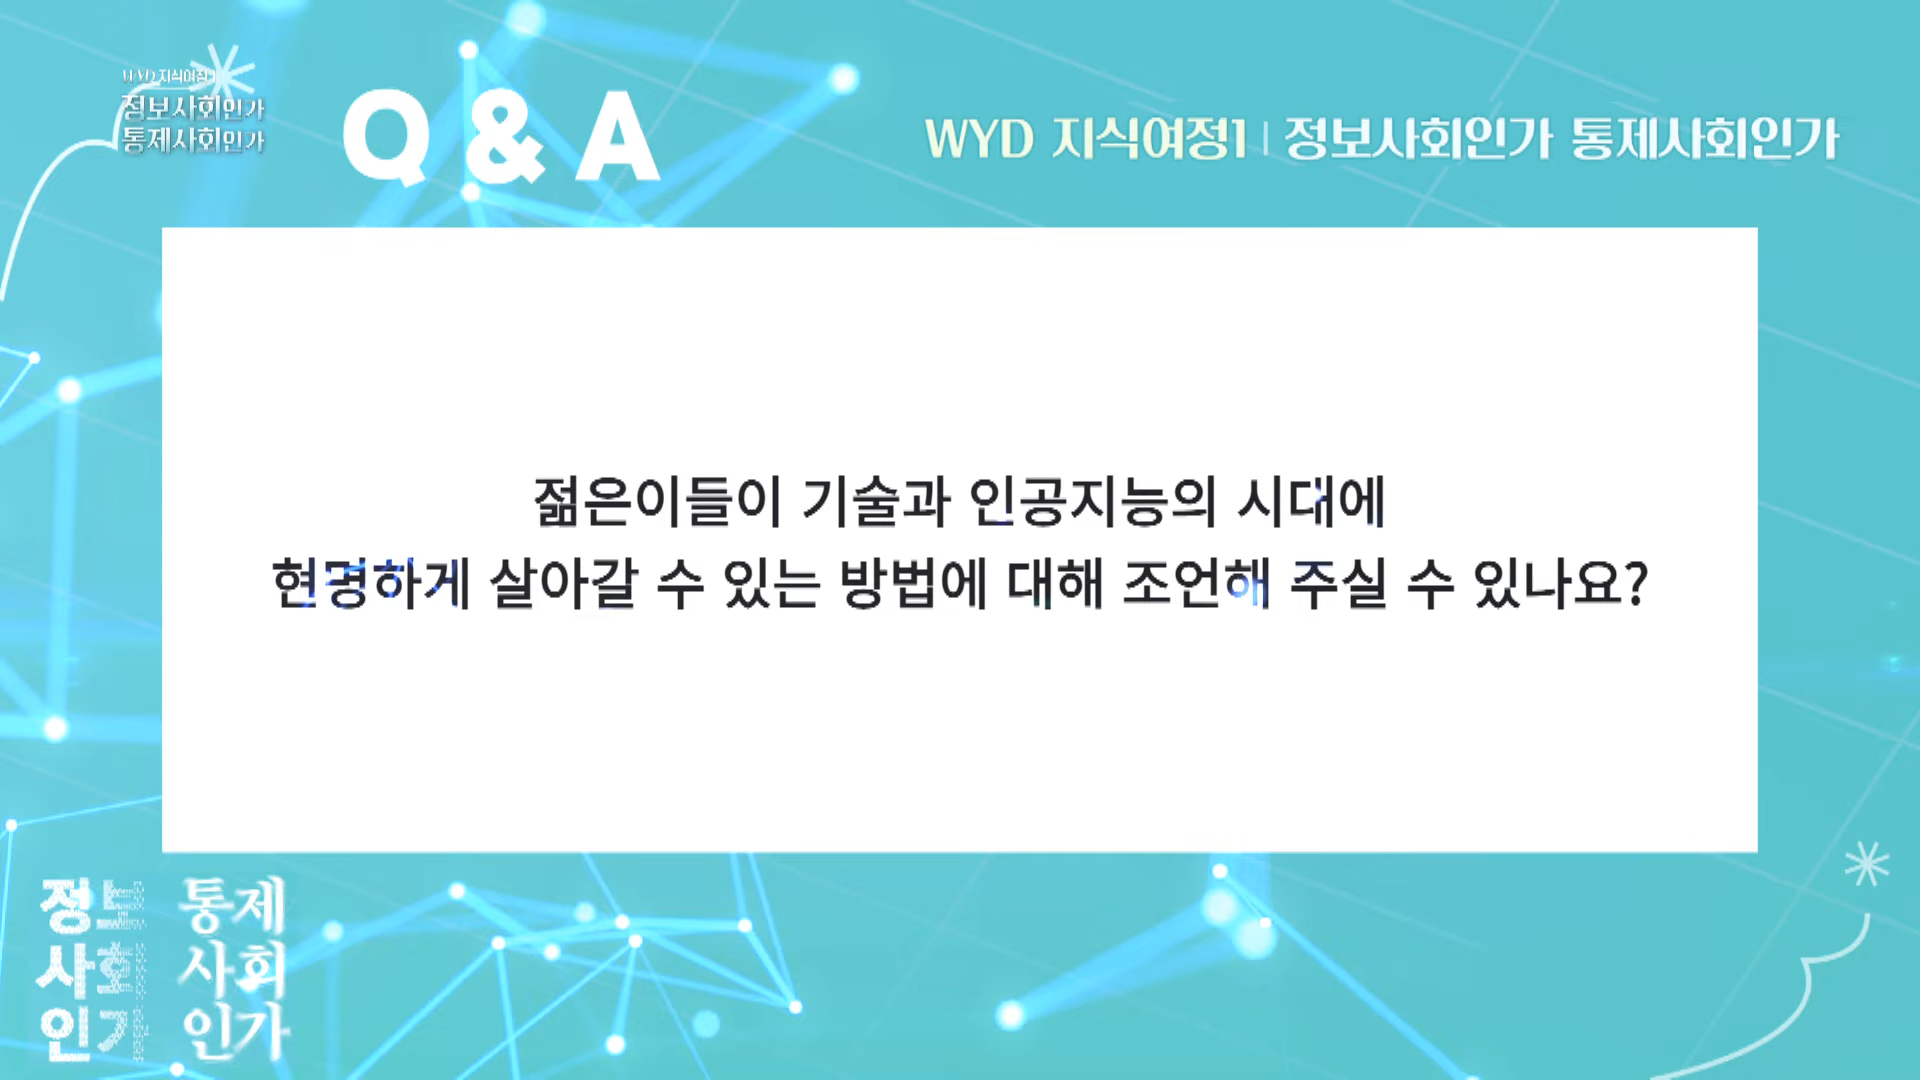 WYD 지식여정1
정보사회인가
통제사회인가
Q & A
WYD 지식여정1 | 정보사회인가 통제사회인가
젊은이들이 기술과 인공지능의 시대에
현명하게 살아갈 수 있는 방법에 대해 조언해 주실 수 있나요?
정보 통제
사회 사회
인가 인가